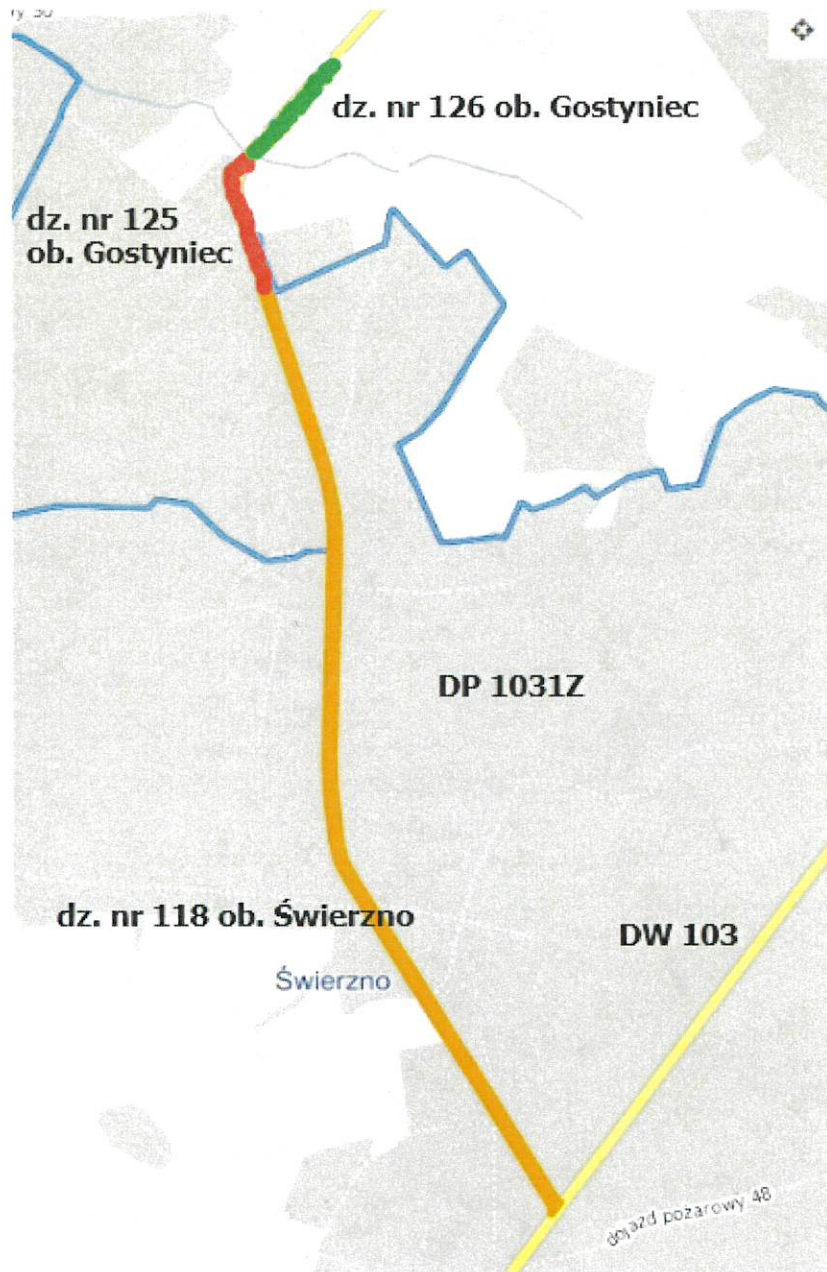 dz. nr 126 ob. Gostyniec
dz. nr 125
ob. Gostyniec
DP 1031Z
dz. nr 118 ob. Świerzno
DW 103
Świerzno
dojazd pożarowy 48